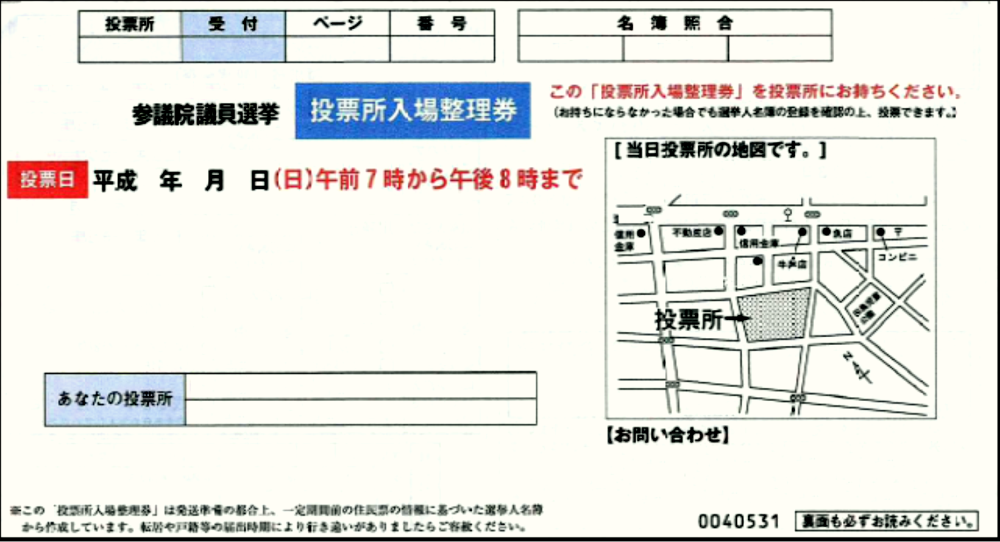 投票所 受 付 ページ 番 号 名 簿 照 合
参議院議員選挙 投票所入場整理券
この「投票所入場整理券」を投票所にお持ちください。
(お持ちにならなかった場合でも選挙人名簿の登録を確認の上、投票できます。)
投票日 平成 年 月 日(日)午前7時から午後8時まで
[ 当日投票所の地図です。]
信用金庫
不動産店
信用金庫
魚店
〒
コンビニ
牛丼店
投票所
公園
N
あなたの投票所
【お問い合わせ】
※この「投票所入場整理券」は発送準備の都合上、一定期間前の住民票の情報に基づいた選挙人名簿
から作成しています。転居や戸籍等の届出時期により行き違いがありましたらご容赦ください。
0040531 裏面も必ずお読みください。